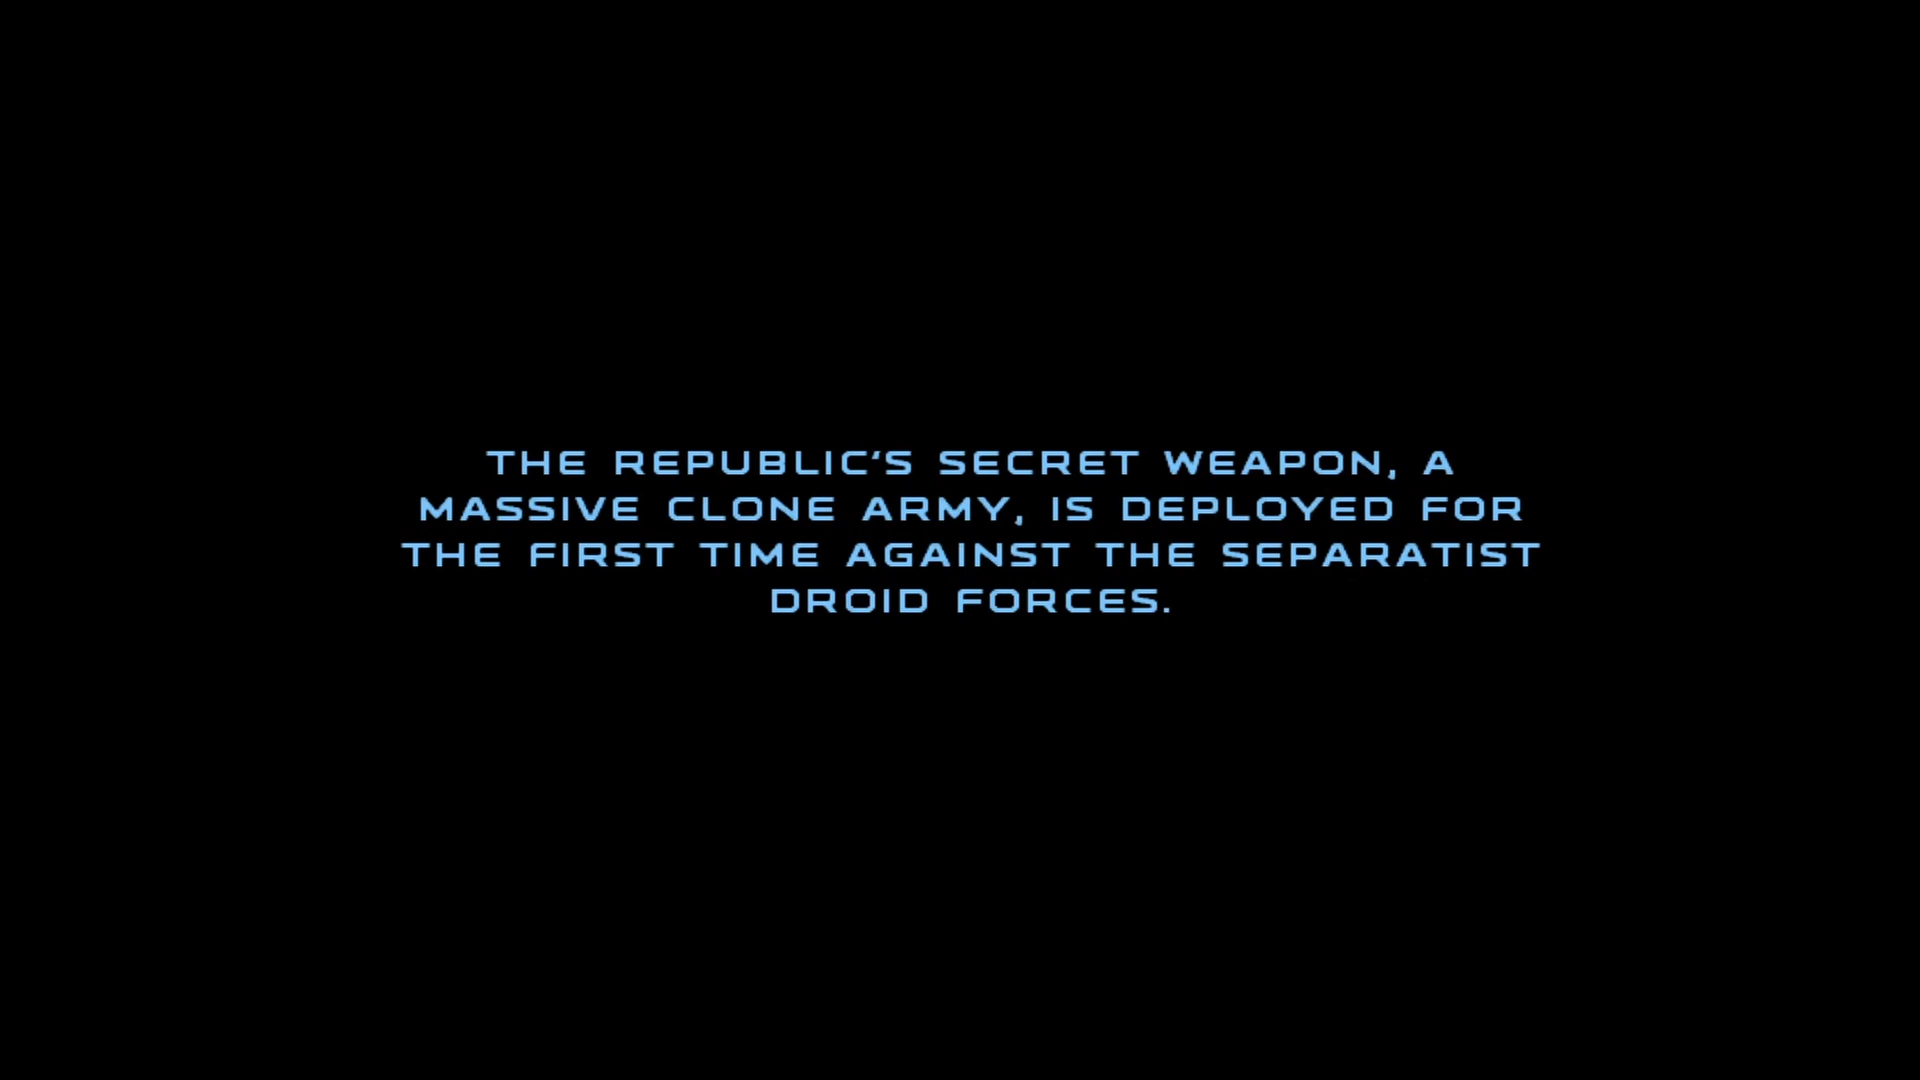 THE REPUBLIC'S SECRET WEAPON, A
MASSIVE CLONE ARMY, IS DEPLOYED FOR
THE FIRST TIME AGAINST THE SEPARATIST
DROID FORCES.